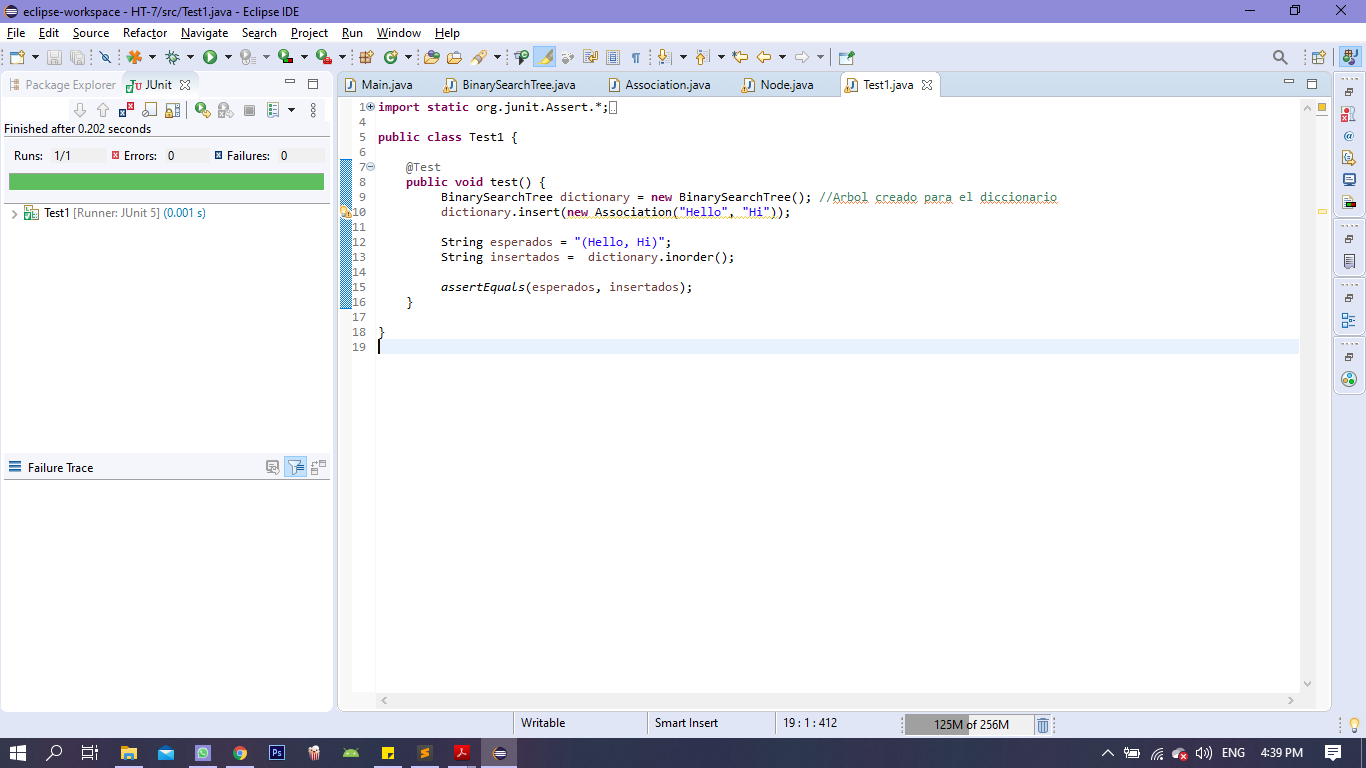 eclipse-workspace - HT-7/src/Test1.java - Eclipse IDE
File Edit Source Refactor Navigate Search Project Run Window Help
Package Explorer JUnit
Main.java BinarySearchTree.java Association.java Node.java Test1.java
Finished after 0.202 seconds
Runs: 1/1 Errors: 0 Failures: 0
Test1 [Runner: JUnit 5] (0.001 s)
Failure Trace
1 import static org.junit.Assert.*;
4
5 public class Test1 {
6
7 @Test
8 public void test() {
9 BinarySearchTree dictionary = new BinarySearchTree(); //Arbol creado para el diccionario
10 dictionary.insert(new Association("Hello", "Hi"));
11
12 String esperados = "(Hello, Hi)";
13 String insertados =  dictionary.inorder();
14
15 assertEquals(esperados, insertados);
16 }
17
18 }
19
Writable Smart Insert 19 : 1 : 412 125M of 256M
ENG 4:39 PM